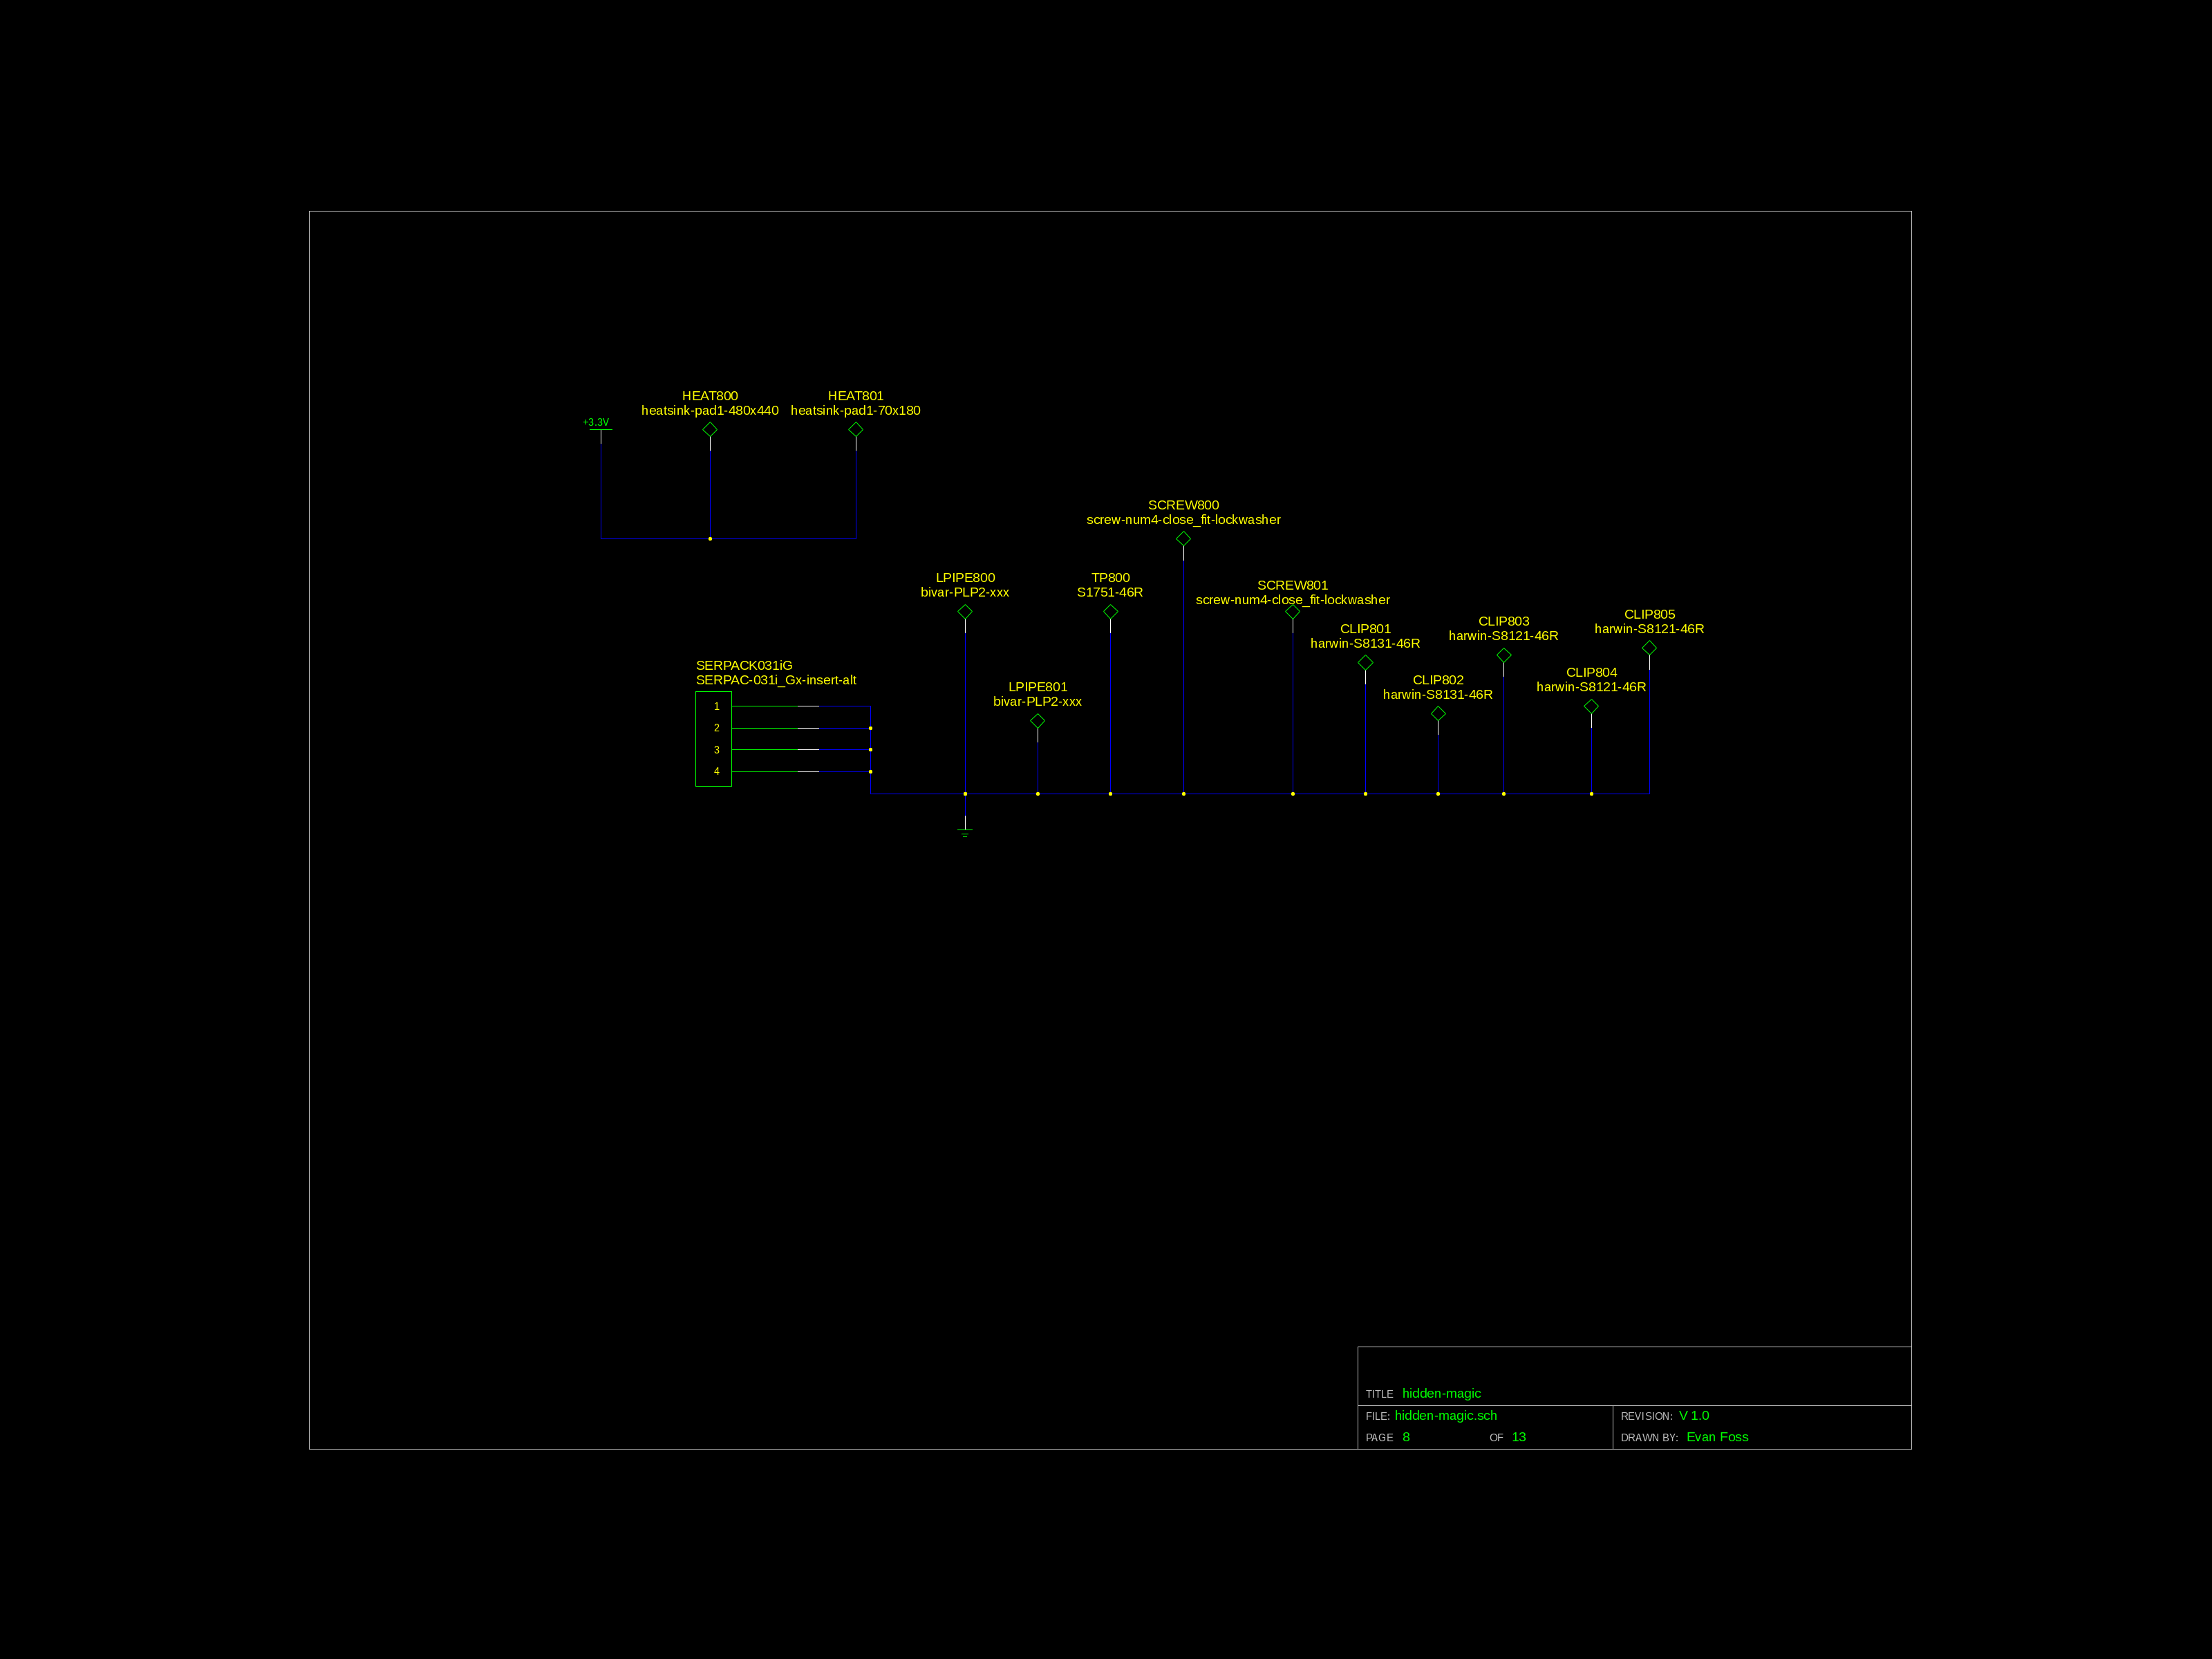 HEAT800
heatsink-pad1-480x440
HEAT801
heatsink-pad1-70x180
+3.3V
SCREW800
screw-num4-close_fit-lockwasher
LPIPE800
bivar-PLP2-xxx
TP800
S1751-46R
SCREW801
screw-num4-close_fit-lockwasher
CLIP801
harwin-S8131-46R
CLIP803
harwin-S8121-46R
CLIP805
harwin-S8121-46R
SERPACK031iG
SERPAC-031i_Gx-insert-alt
LPIPE801
bivar-PLP2-xxx
CLIP802
harwin-S8131-46R
CLIP804
harwin-S8121-46R
1
2
3
4
TITLE hidden-magic
FILE: hidden-magic.sch
REVISION: V 1.0
PAGE 8 OF 13
DRAWN BY: Evan Foss